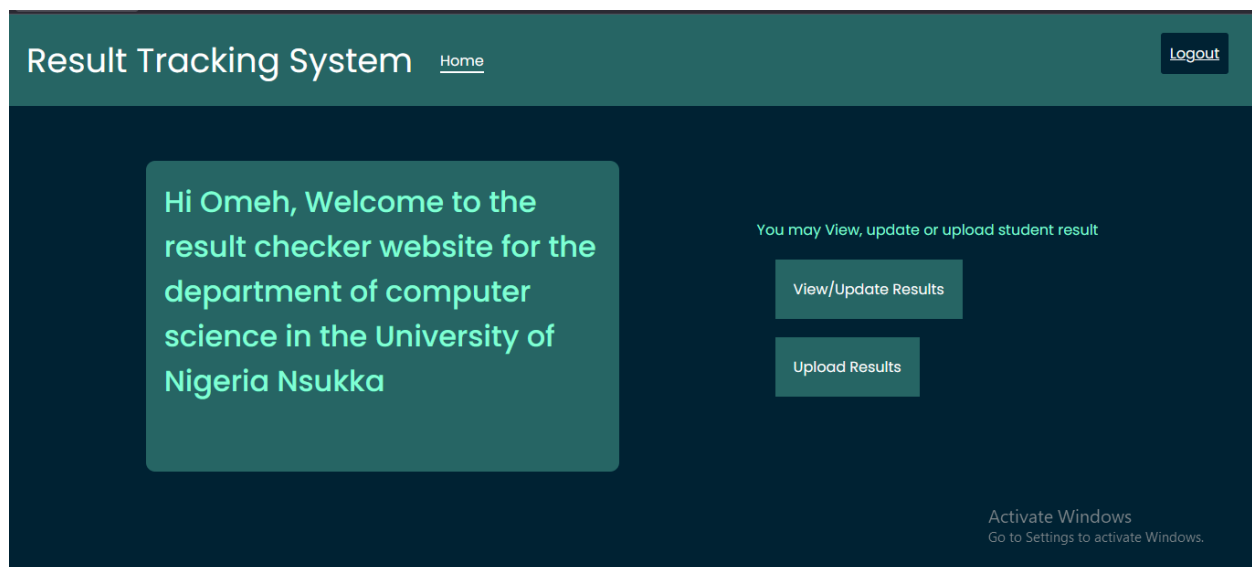 Result Tracking System
Home
Logout
Hi Omeh, Welcome to the
result checker website for the
department of computer
science in the University of
Nigeria Nsukka
You may View, update or upload student result
View/Update Results
Upload Results
Activate Windows
Go to Settings to activate Windows.